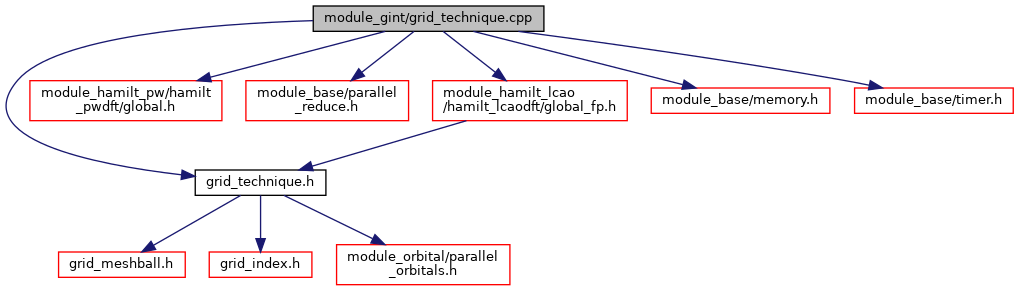 module_gint/grid_technique.cpp
module_hamilt_pw/hamilt
_pwdft/global.h
module_base/parallel
_reduce.h
module_hamilt_lcao
/hamilt_lcaodft/global_fp.h
module_base/memory.h
module_base/timer.h
grid_technique.h
grid_meshball.h
grid_index.h
module_orbital/parallel
_orbitals.h